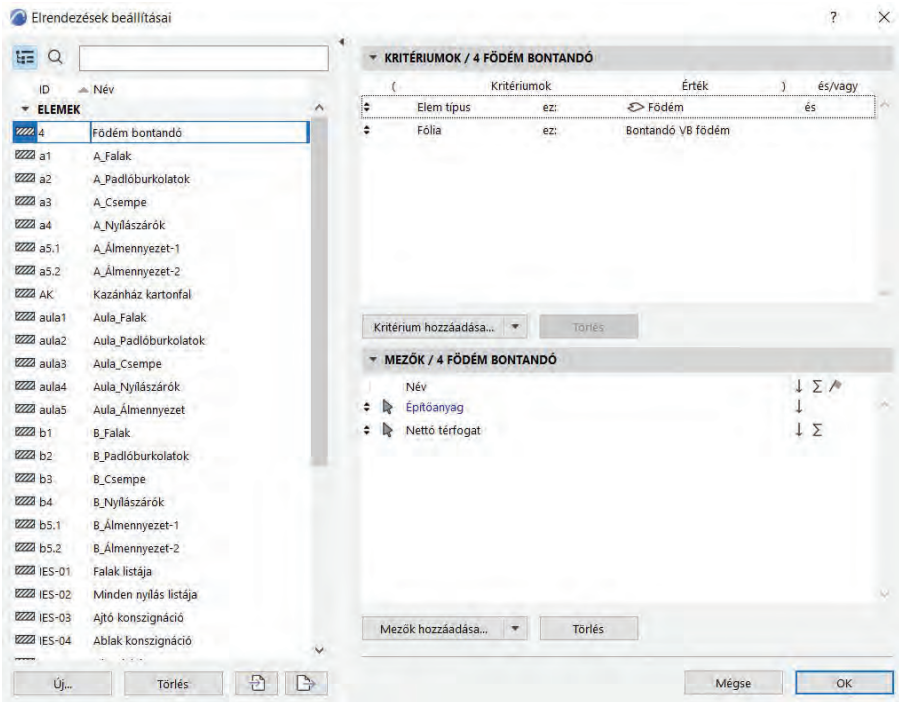 Elrendezések beállításai
ID Név
ELEMEK
4 Födém bontandó
a1 A_Falak
a2 A_Padlóburkolatok
a3 A_Csempe
a4 A_Nyílászárók
a5.1 A_Álmennyezet-1
a5.2 A_Álmennyezet-2
AK Kazánház kartonfal
aula1 Aula_Falak
aula2 Aula_Padlóburkolatok
aula3 Aula_Csempe
aula4 Aula_Nyílászárók
aula5 Aula_Álmennyezet
b1 B_Falak
b2 B_Padlóburkolatok
b3 B_Csempe
b4 B_Nyílászárók
b5.1 B_Álmennyezet-1
b5.2 B_Álmennyezet-2
IES-01 Falak listája
IES-02 Minden nyílás listája
IES-03 Ajtó konszignáció
IES-04 Ablak konszignáció
Új... Törlés
KRITÉRIUMOK / 4 FÖDÉM BONTANDÓ
( Kritériumok Érték ) és/vagy
Elem típus ez: Födém és
Fólia ez: Bontandó VB födém
Kritérium hozzáadása... Törlés
MEZŐK / 4 FÖDÉM BONTANDÓ
Név
Építőanyag
Nettó térfogat
Mezők hozzáadása... Törlés
Mégse OK